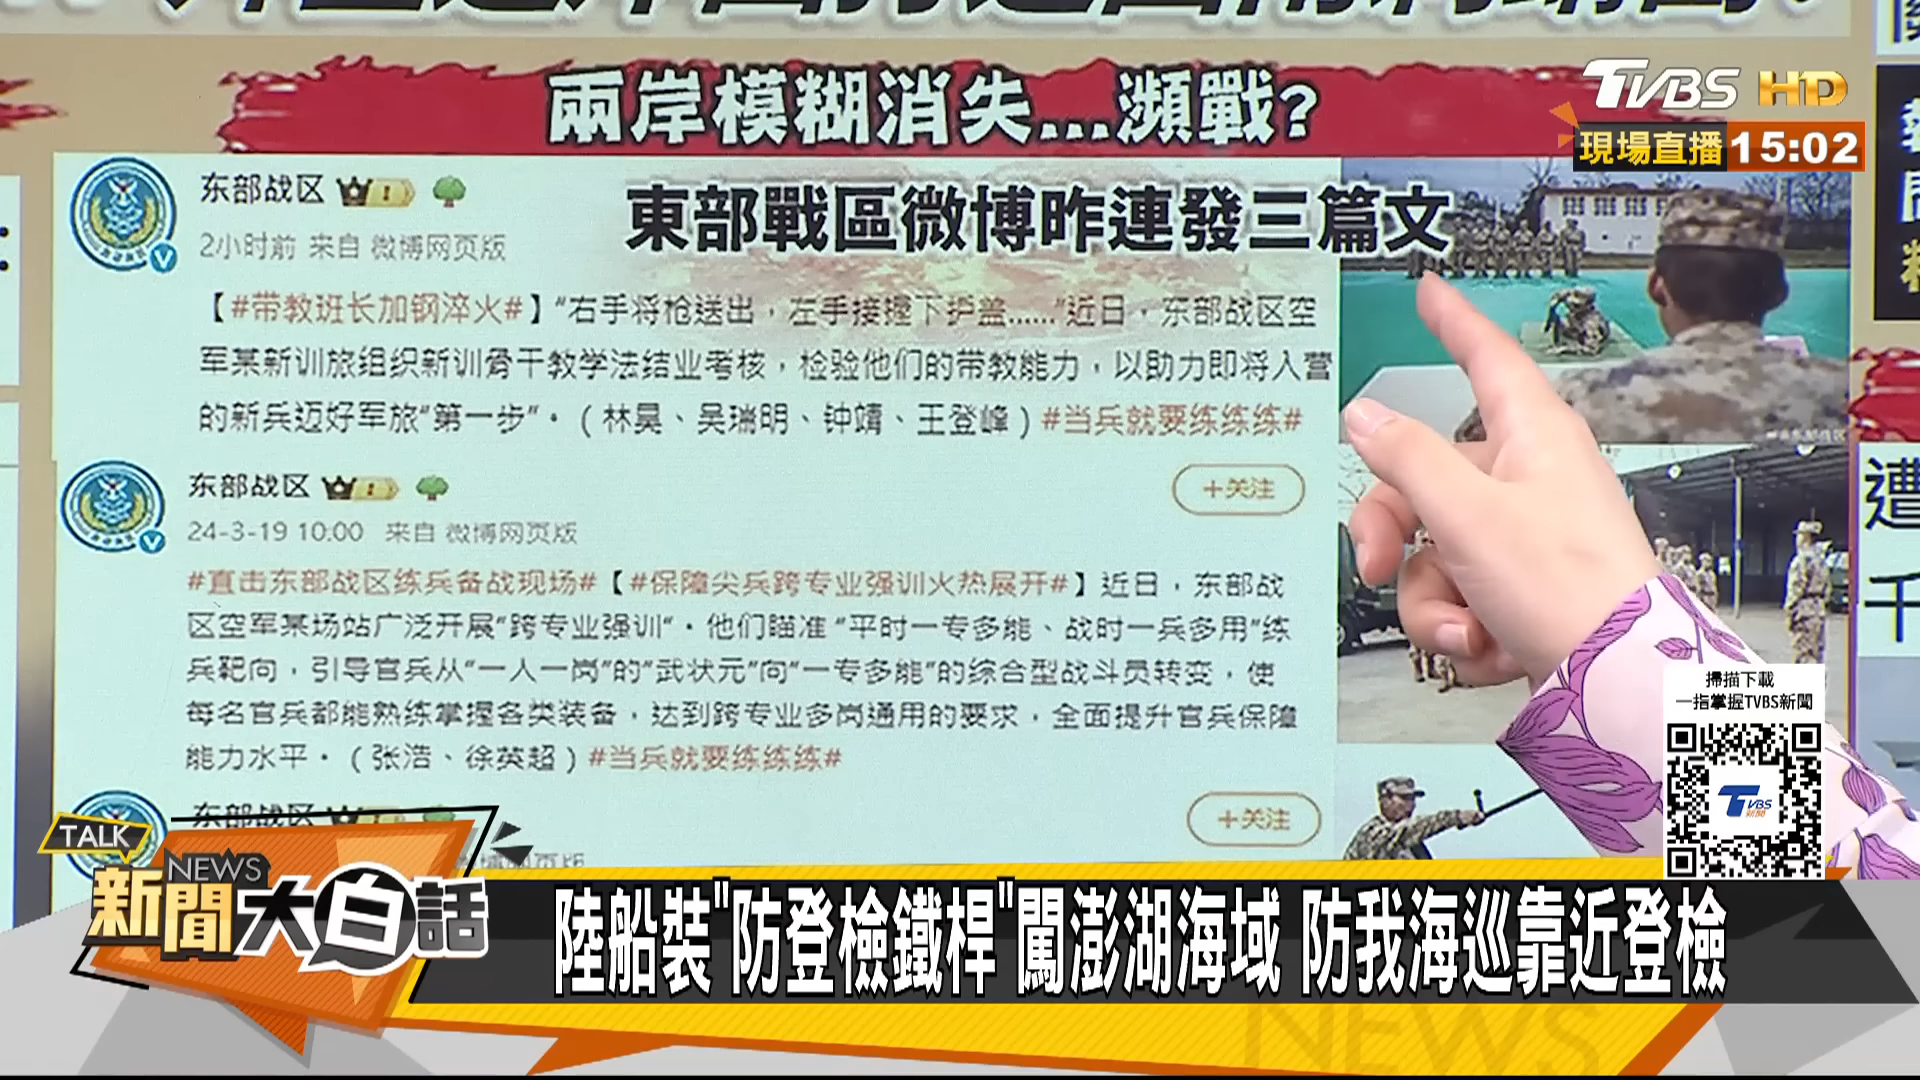 兩岸模糊消失...瀕戰?
TVBS HD
現場直播 15:02
东部战区
東部戰區微博昨連發三篇文
2小时前 来自 微博网页版
【#带教班长加钢淬火#】“右手将枪送出，左手接握下护盖……”近日，东部战区空
军某新训旅组织新训骨干教学法结业考核，检验他们的带教能力，以助力即将入营
的新兵迈好军旅“第一步”。（林昊、吴瑞明、钟靖、王登峰）#当兵就要练练练#
东部战区
+关注
24-3-19 10:00 来自 微博网页版
#直击东部战区练兵备战现场#【#保障尖兵跨专业强训火热展开#】近日，东部战
区空军某场站广泛开展“跨专业强训”。他们瞄准“平时一专多能、战时一兵多用”练
兵靶向，引导官兵从“一人一岗”的“武状元”向“一专多能”的综合型战斗员转变，使
每名官兵都能熟练掌握各类装备，达到跨专业多岗通用的要求，全面提升官兵保障
能力水平。（张浩、徐英超）#当兵就要练练练#
东部战区
+关注
遭
千
掃描下載
一指掌握TVBS新聞
TVBS
新聞
TALK
NEWS
新聞大白話
陸船裝"防登檢鐵桿"闖澎湖海域 防我海巡靠近登檢
NEWS